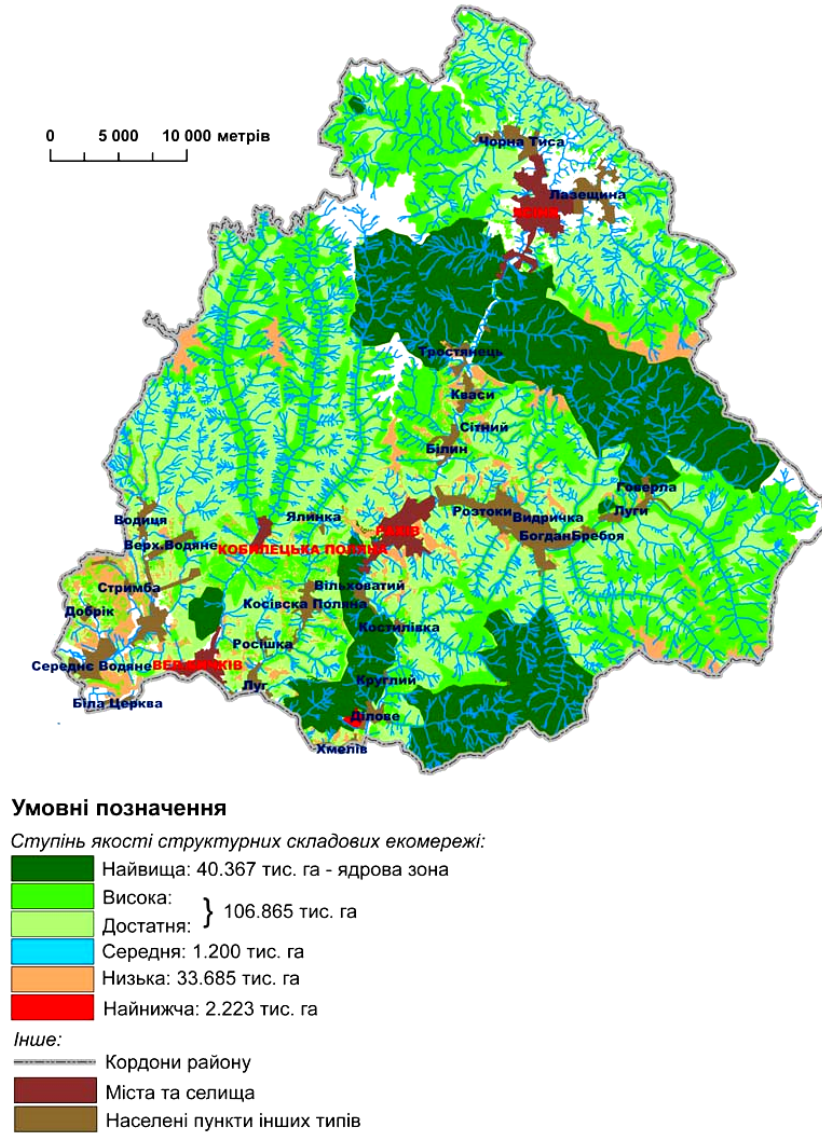 0 5 000 10 000 метрів
Чорна Тиса
Лазещина
Тростянець
Кваси
Сітний
Білин
Говерла
Розтоки
Видричка
Луги
Богдан
Бребоя
Водиця
Ялинка
РАХІВ
Верх.Водяне
КОБИЛЕЦЬКА ПОЛЯНА
Стримба
Вільховатий
Добрік
Косівска Поляна
Костилівка
Росішка
Середнє Водяне
Луг
Круглий
Біла Церква
Ділове
Хмелів
Умовні позначення
Ступінь якості структурних складових екомережі:
Найвища: 40.367 тис. га - ядрова зона
Висока:
} 106.865 тис. га
Достатня:
Середня: 1.200 тис. га
Низька: 33.685 тис. га
Найнижча: 2.223 тис. га
Інше:
Кордони району
Міста та селища
Населені пункти інших типів